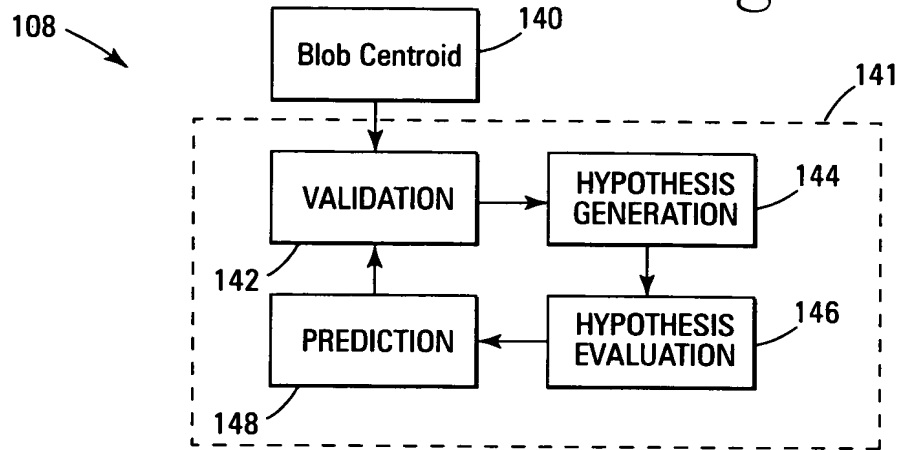 108
Blob Centroid
140
141
VALIDATION
142
HYPOTHESIS
GENERATION
144
PREDICTION
148
HYPOTHESIS
EVALUATION
146